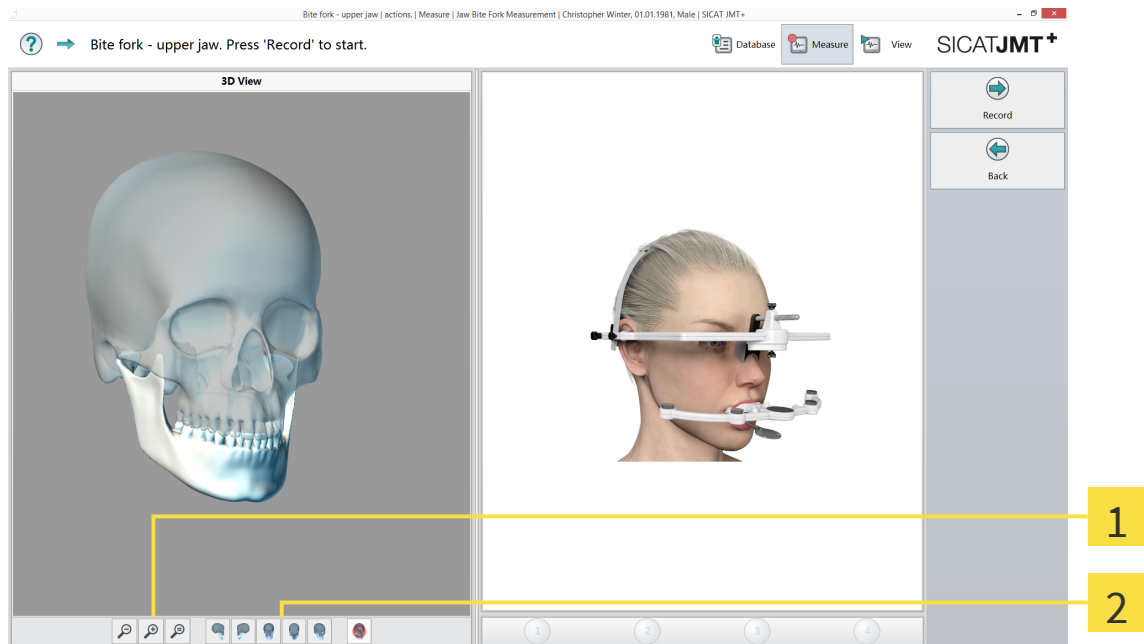 Bite fork - upper jaw | actions. | Measure | Jaw Bite Fork Measurement | Christopher Winter, 01.01.1981, Male | SICAT JMT+
Bite fork - upper jaw. Press 'Record' to start.
Database
Measure
View
SICATJMT+
3D View
Record
Back
1
2
1
2
3
4